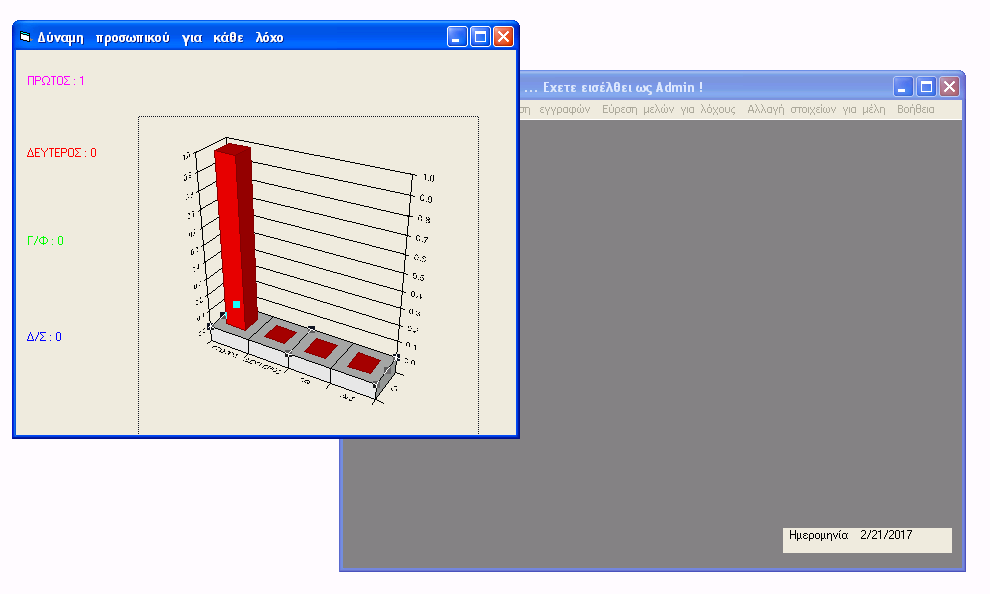 Δύναμη προσωπικού για κάθε λόχο
ΠΡΩΤΟΣ : 1
ΔΕΥΤΕΡΟΣ : 0
Γ/Φ : 0
Δ/Σ : 0
1.0
0.9
0.8
0.7
0.6
0.5
0.4
0.3
0.2
0.1
0.0
... Εχετε εισέλθει ως Admin !
εγγραφών Εύρεση μελών για λόχους Αλλαγή στοιχείων για μέλη Βοήθεια
Ημερομηνία 2/21/2017